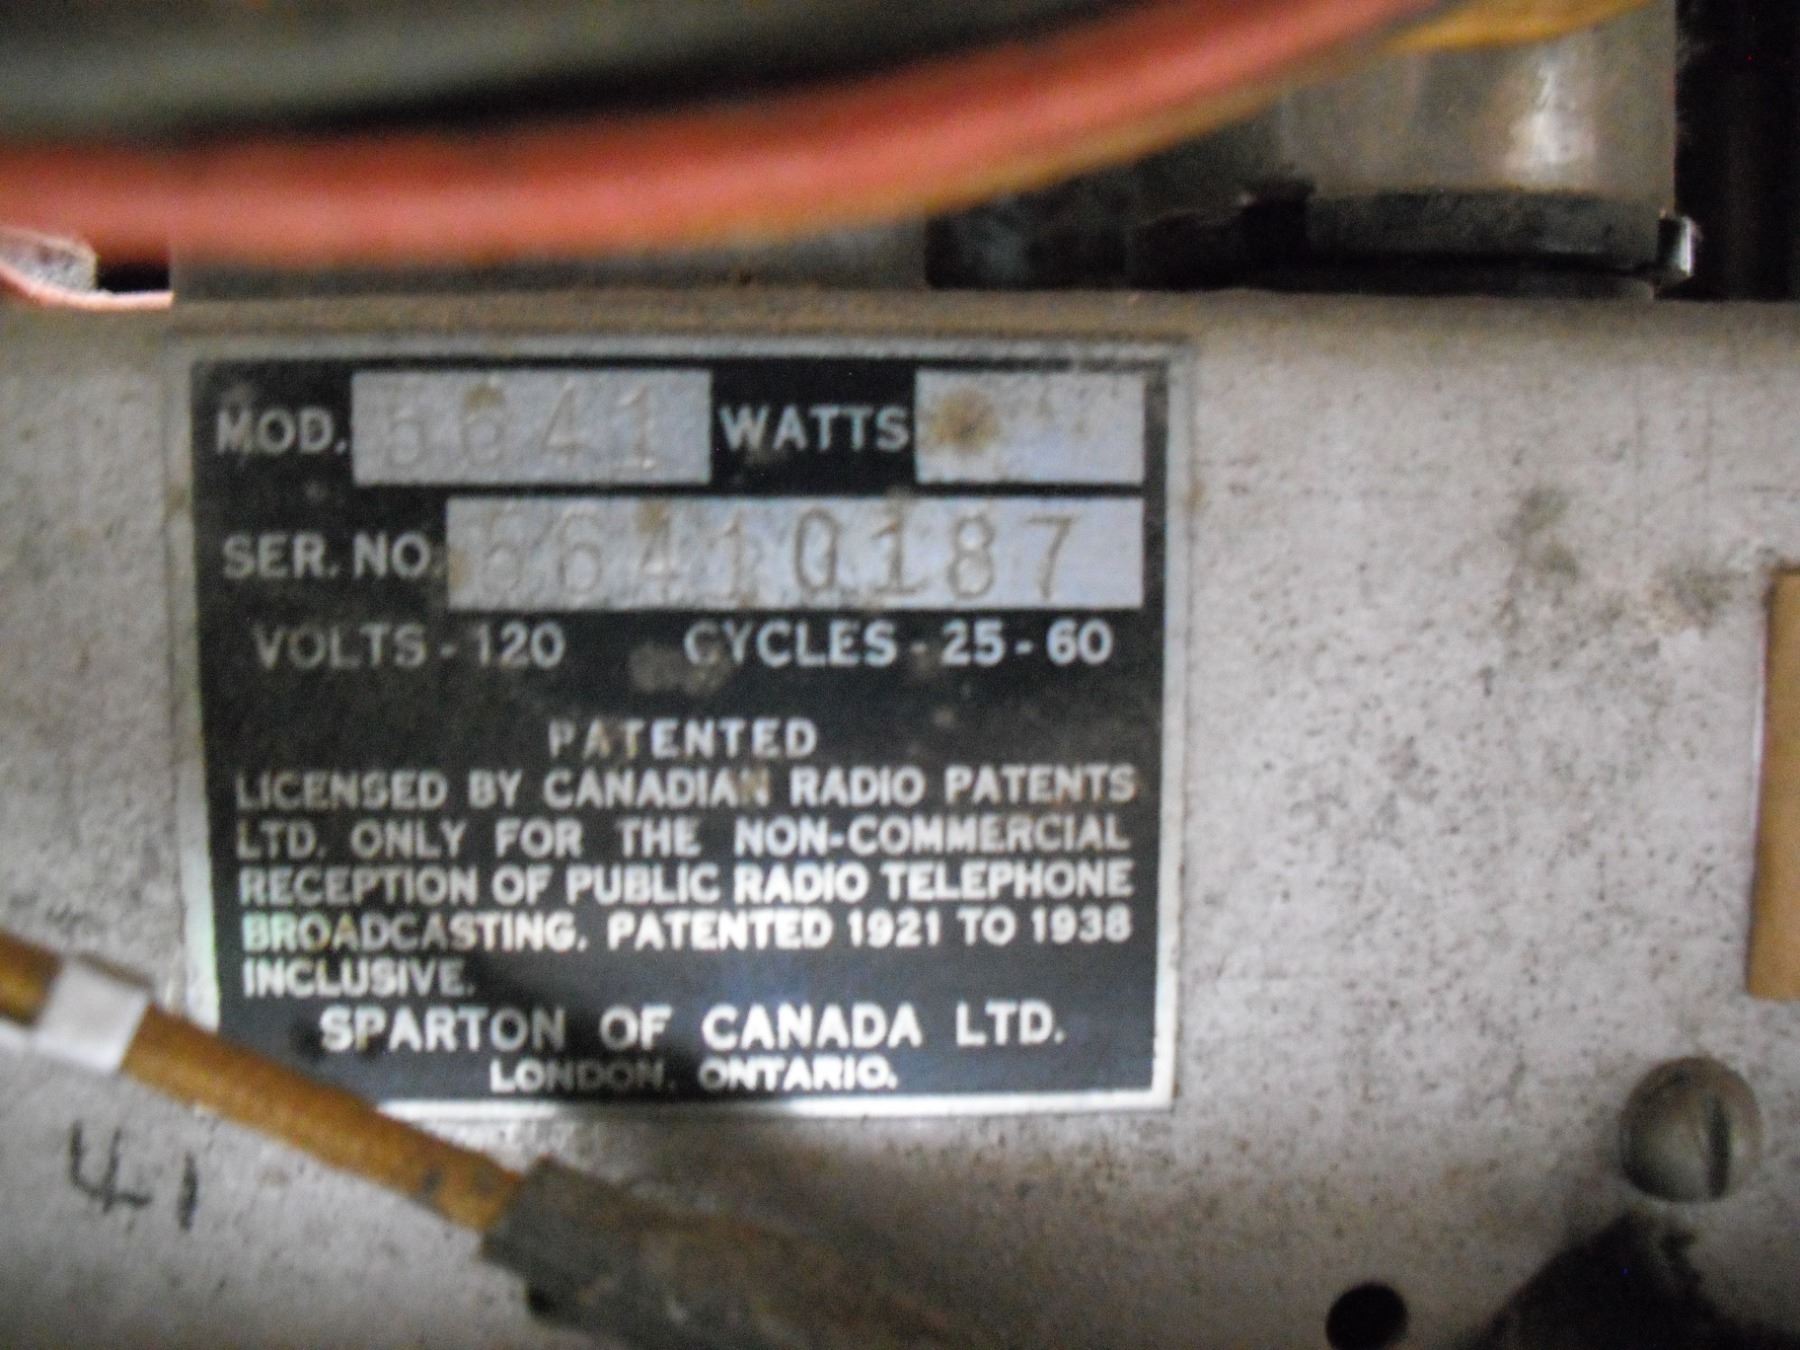 MOD. 5641 WATTS
SER. NO. 56410187
VOLTS - 120 CYCLES - 25 - 60
PATENTED
LICENSED BY CANADIAN RADIO PATENTS
LTD. ONLY FOR THE NON-COMMERCIAL
RECEPTION OF PUBLIC RADIO TELEPHONE
BROADCASTING. PATENTED 1921 TO 1938
INCLUSIVE.
SPARTON OF CANADA LTD.
LONDON, ONTARIO.
41